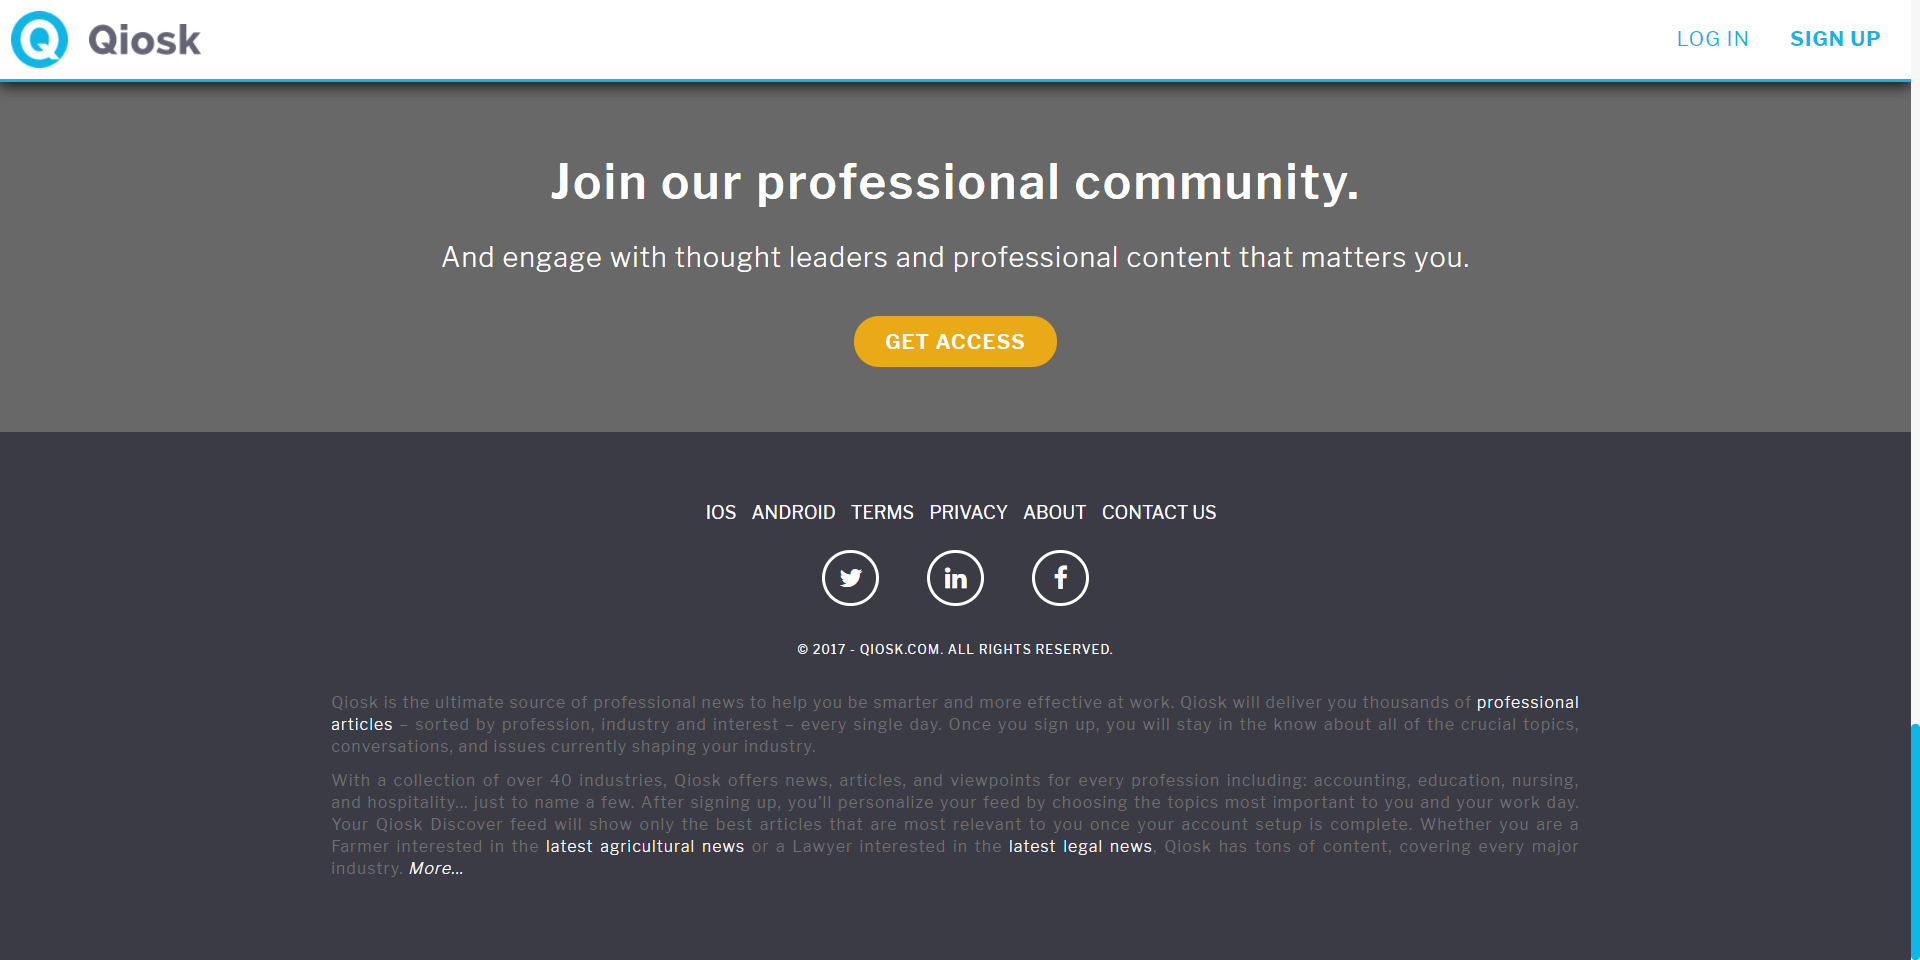 Qiosk
LOG IN
SIGN UP
Join our professional community.
And engage with thought leaders and professional content that matters you.
GET ACCESS
IOS ANDROID TERMS PRIVACY ABOUT CONTACT US
© 2017 - QIOSK.COM. ALL RIGHTS RESERVED.
Qiosk is the ultimate source of professional news to help you be smarter and more effective at work. Qiosk will deliver you thousands of professional
articles – sorted by profession, industry and interest – every single day. Once you sign up, you will stay in the know about all of the crucial topics,
conversations, and issues currently shaping your industry.
With a collection of over 40 industries, Qiosk offers news, articles, and viewpoints for every profession including: accounting, education, nursing,
and hospitality... just to name a few. After signing up, you'll personalize your feed by choosing the topics most important to you and your work day.
Your Qiosk Discover feed will show only the best articles that are most relevant to you once your account setup is complete. Whether you are a
Farmer interested in the latest agricultural news or a Lawyer interested in the latest legal news, Qiosk has tons of content, covering every major
industry. More...